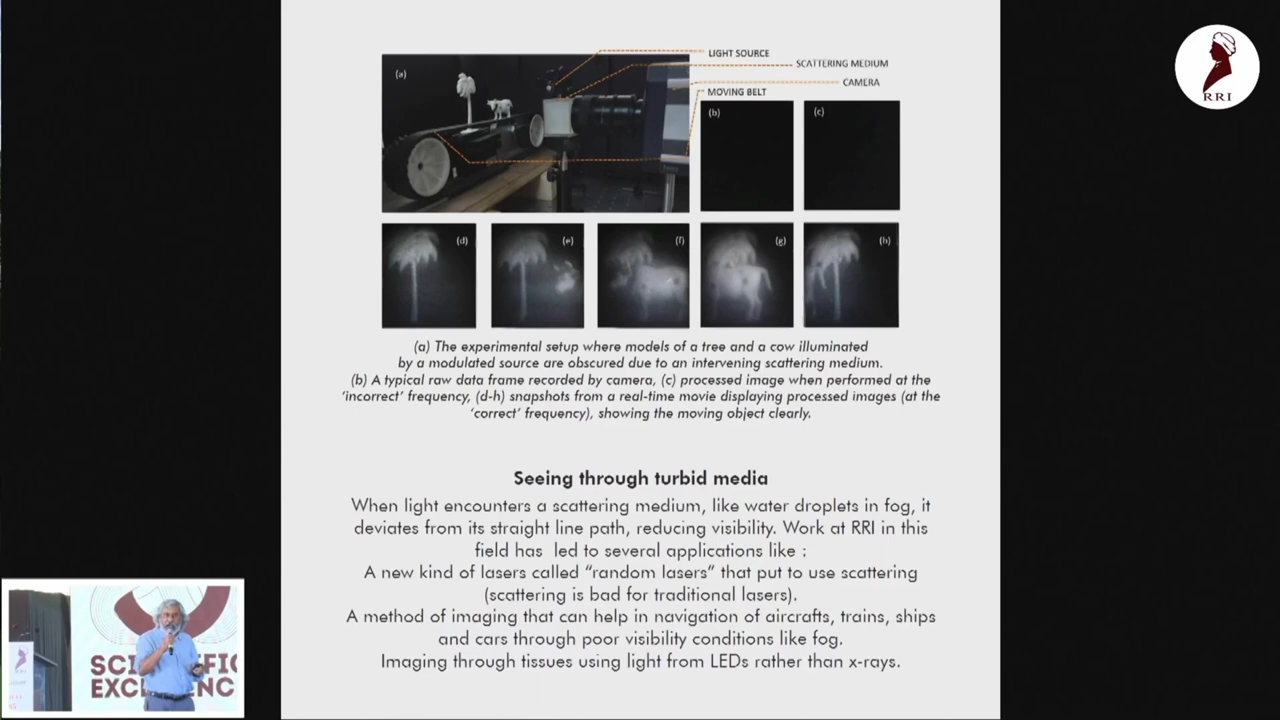 LIGHT SOURCE
SCATTERING MEDIUM
CAMERA
MOVING BELT
(a)
(b)
(c)
(d)
(e)
(f)
(g)
(h)
(a) The experimental setup where models of a tree and a cow illuminated
by a modulated source are obscured due to an intervening scattering medium.
(b) A typical raw data frame recorded by camera, (c) processed image when performed at the
'incorrect' frequency, (d-h) snapshots from a real-time movie displaying processed images (at the
'correct' frequency), showing the moving object clearly.
Seeing through turbid media
When light encounters a scattering medium, like water droplets in fog, it
deviates from its straight line path, reducing visibility. Work at RRI in this
field has led to several applications like :
A new kind of lasers called "random lasers" that put to use scattering
(scattering is bad for traditional lasers).
A method of imaging that can help in navigation of aircrafts, trains, ships
and cars through poor visibility conditions like fog.
Imaging through tissues using light from LEDs rather than x-rays.
RRI